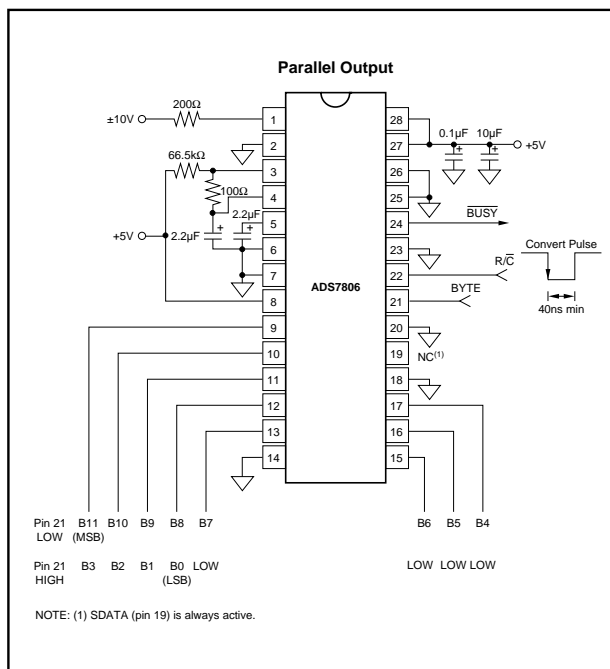 Parallel Output
200Ω
±10V
1
28
0.1µF
10µF
+
+
2
27
+5V
66.5kΩ
3
26
100Ω
4
25
2.2µF
5
24
BUSY
+
+
2.2µF
+5V
6
23
Convert Pulse
7
22
R/C
ADS7806
8
21
BYTE
40ns min
9
20
10
19
NC(1)
11
18
12
17
13
16
14
15
Pin 21 B11 B10 B9 B8 B7 B6 B5 B4
LOW (MSB)
Pin 21 B3 B2 B1 B0 LOW LOW LOW LOW
HIGH (LSB)
NOTE: (1) SDATA (pin 19) is always active.